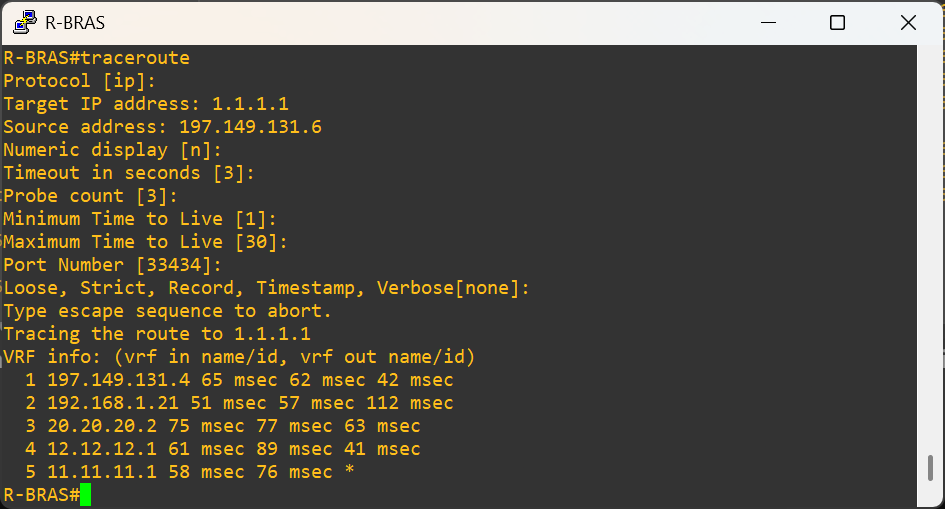 R-BRAS
R-BRAS#traceroute
Protocol [ip]:
Target IP address: 1.1.1.1
Source address: 197.149.131.6
Numeric display [n]:
Timeout in seconds [3]:
Probe count [3]:
Minimum Time to Live [1]:
Maximum Time to Live [30]:
Port Number [33434]:
Loose, Strict, Record, Timestamp, Verbose[none]:
Type escape sequence to abort.
Tracing the route to 1.1.1.1
VRF info: (vrf in name/id, vrf out name/id)
  1 197.149.131.4 65 msec 62 msec 42 msec
  2 192.168.1.21 51 msec 57 msec 112 msec
  3 20.20.20.2 75 msec 77 msec 63 msec
  4 12.12.12.1 61 msec 89 msec 41 msec
  5 11.11.11.1 58 msec 76 msec *
R-BRAS#